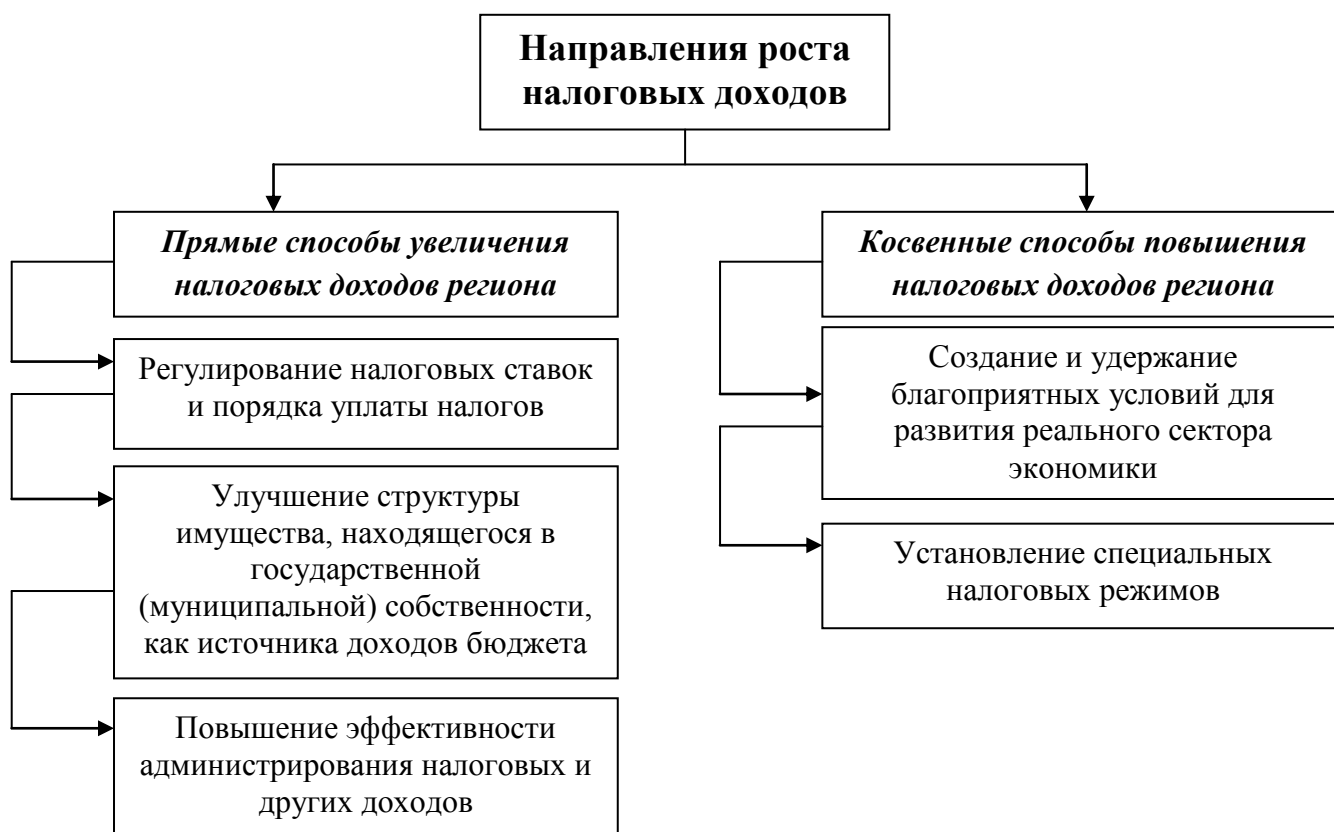 Направления роста
налоговых доходов
Прямые способы увеличения
налоговых доходов региона
Регулирование налоговых ставок
и порядка уплаты налогов
Улучшение структуры
имущества, находящегося в
государственной
(муниципальной) собственности,
как источника доходов бюджета
Повышение эффективности
администрирования налоговых и
других доходов
Косвенные способы повышения
налоговых доходов региона
Создание и удержание
благоприятных условий для
развития реального сектора
экономики
Установление специальных
налоговых режимов